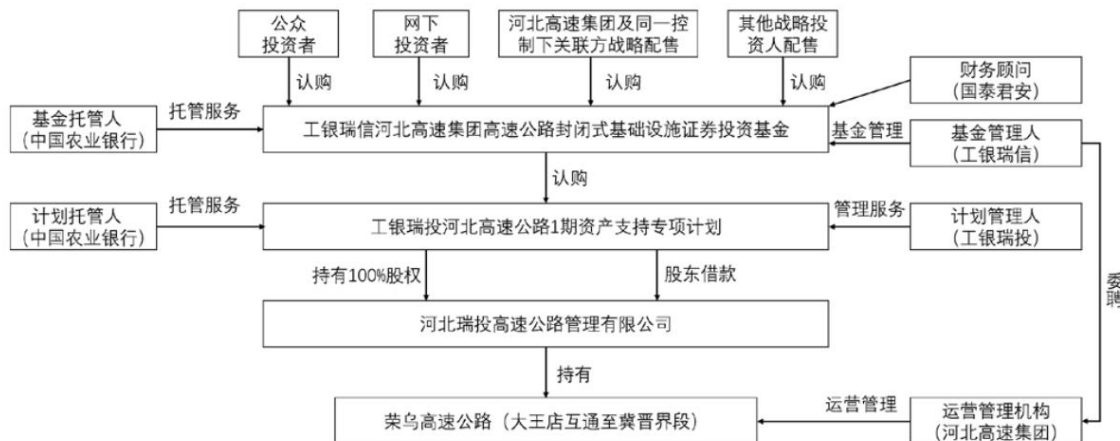 公众
投资者
网下
投资者
河北高速集团及同一控
制下关联方战略配售
其他战略投
资人配售
认购
认购
认购
认购
财务顾问
(国泰君安)
基金托管人
(中国农业银行)
托管服务
工银瑞信河北高速集团高速公路封闭式基础设施证券投资基金
基金管理
基金管理人
(工银瑞信)
认购
计划托管人
(中国农业银行)
托管服务
工银瑞投河北高速公路1期资产支持专项计划
管理服务
计划管理人
(工银瑞投)
持有100%股权
股东借款
委聘
河北瑞投高速公路管理有限公司
持有
荣乌高速公路（大王店互通至冀晋界段）
运营管理
运营管理机构
(河北高速集团)